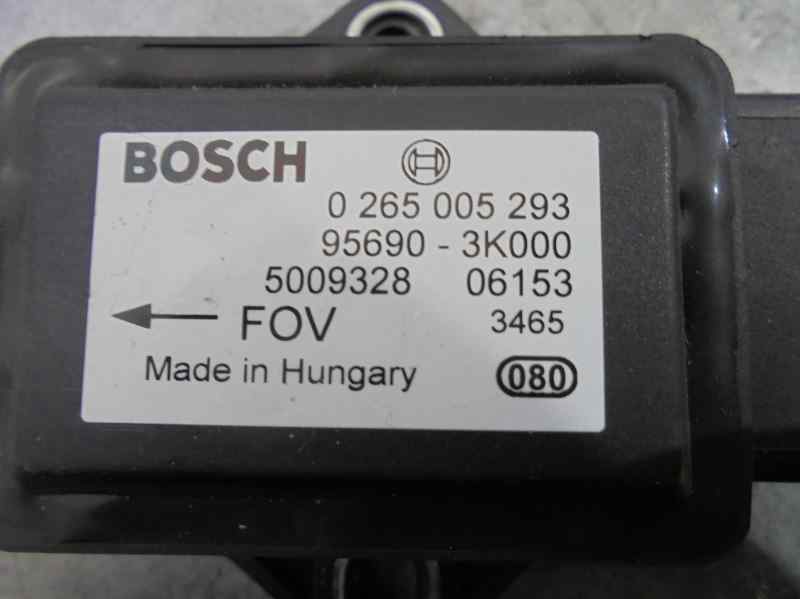 BOSCH
0 265 005 293
95690 - 3K000
5009328 06153
FOV 3465
Made in Hungary 080